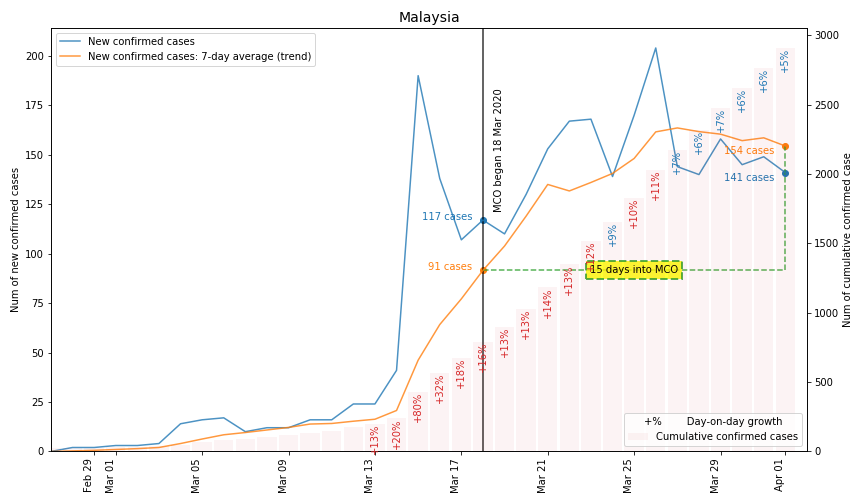 Malaysia
New confirmed cases
New confirmed cases: 7-day average (trend)
Num of new confirmed cases
200
175
150
125
100
75
50
25
0
3000
2500
2000
1500
1000
500
0
Num of cumulative confirmed case
MCO began 18 Mar 2020
117 cases
91 cases
154 cases
141 cases
15 days into MCO
+13%
+20%
+80%
+32%
+18%
+16%
+13%
+13%
+14%
+13%
+9%
+10%
+11%
+7%
+6%
+7%
+6%
+6%
+5%
+% Day-on-day growth
Cumulative confirmed cases
Feb 29
Mar 01
Mar 05
Mar 09
Mar 13
Mar 17
Mar 21
Mar 25
Mar 29
Apr 01